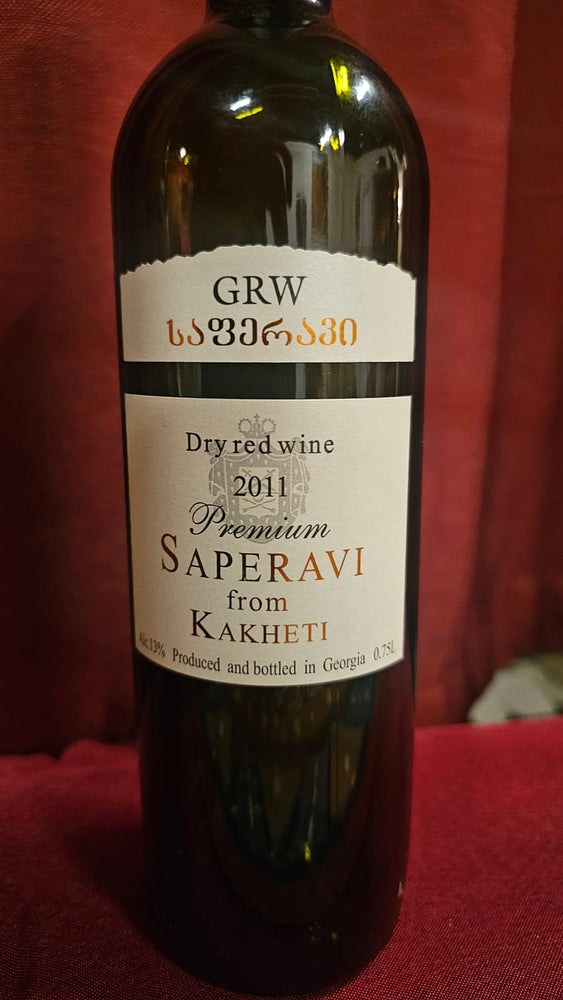 GRW
საფერავი
Dry red wine
2011
Premium
SAPERAVI
from
KAKHETI
Alc.13% Produced and bottled in Georgia 0.75L